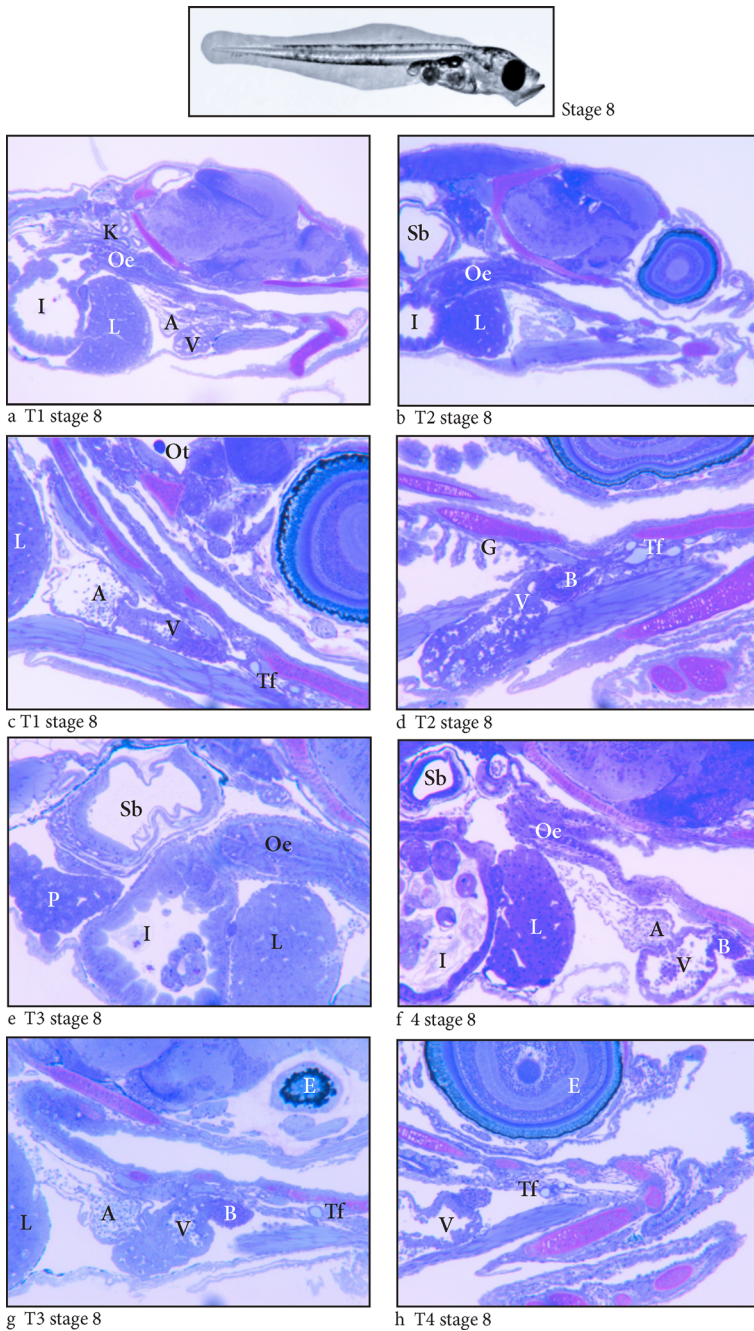 Stage 8
K
Oe
I
L
A
V
a T1 stage 8
Sb
Oe
I
L
b T2 stage 8
Ot
L
A
V
Tf
c T1 stage 8
G
Tf
B
V
d T2 stage 8
Sb
Oe
P
I
L
e T3 stage 8
Sb
Oe
L
A
I
V
B
f 4 stage 8
E
L
A
V
B
Tf
g T3 stage 8
E
Tf
V
h T4 stage 8